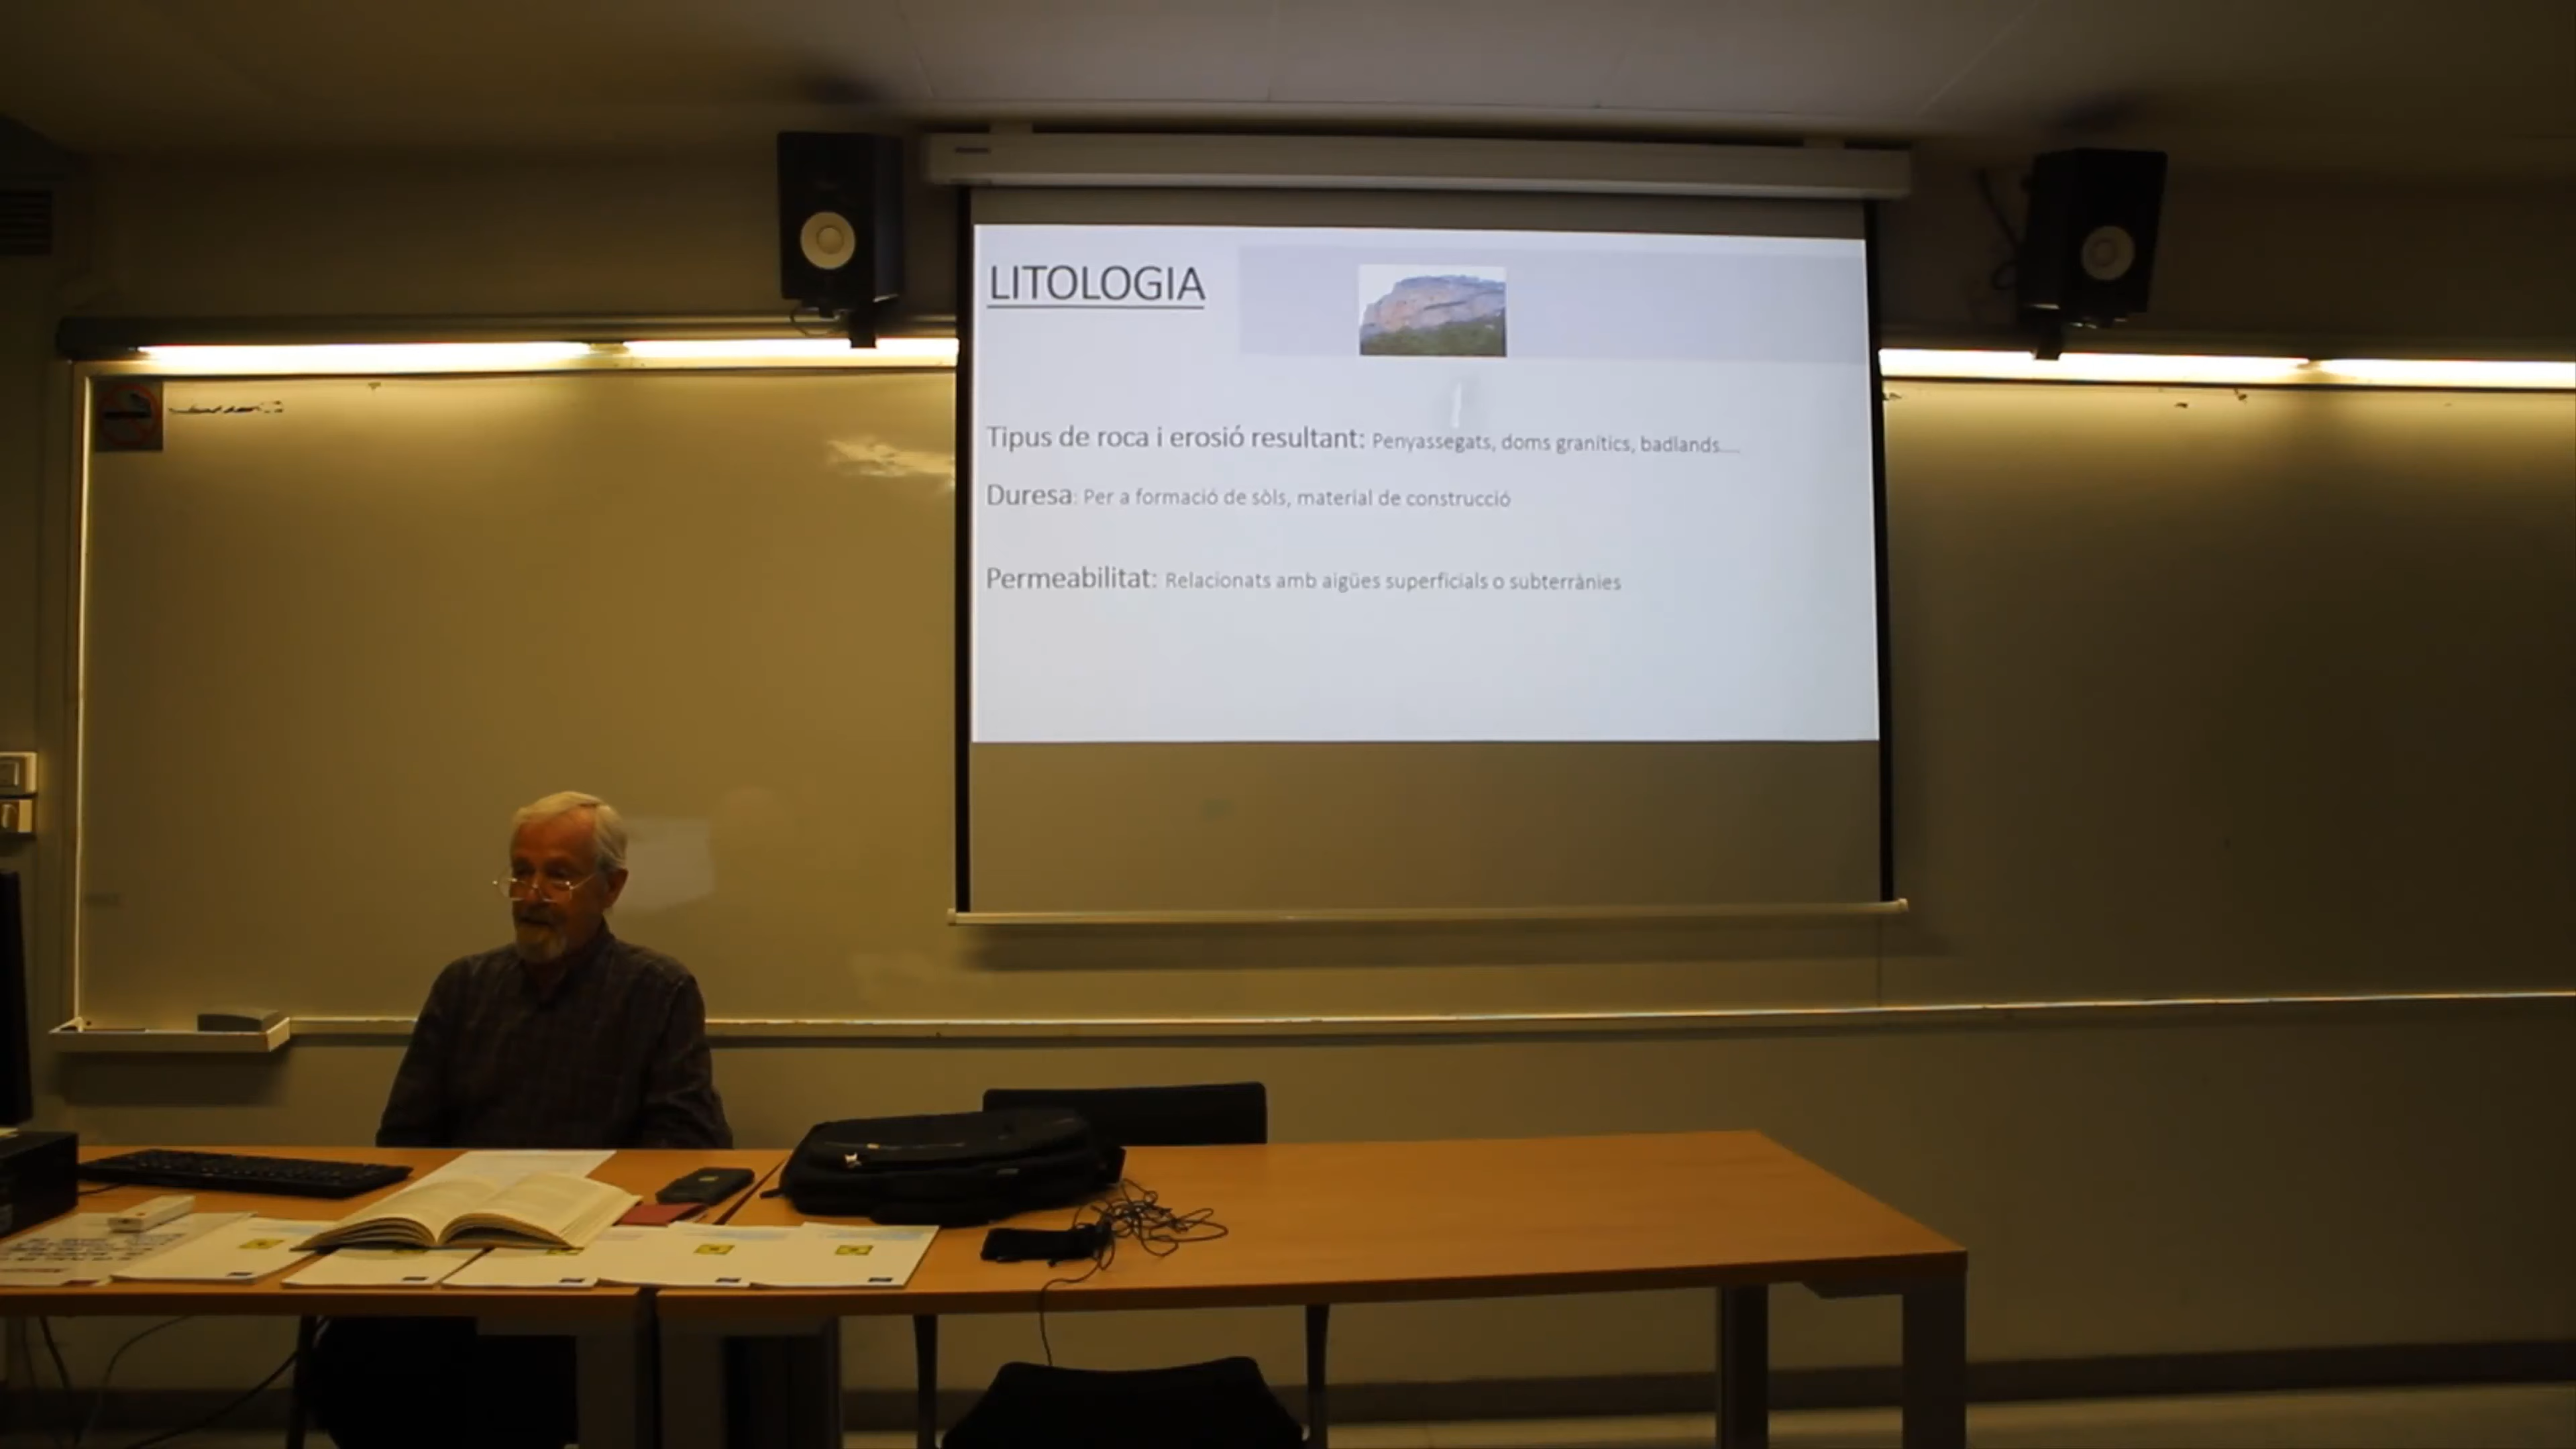 LITOLOGIA
Tipus de roca i erosió resultant: Penyassegats, doms granítics, badlands....
Duresa: Per a formació de sòls, material de construcció
Permeabilitat: Relacionats amb aigües superficials o subterrànies